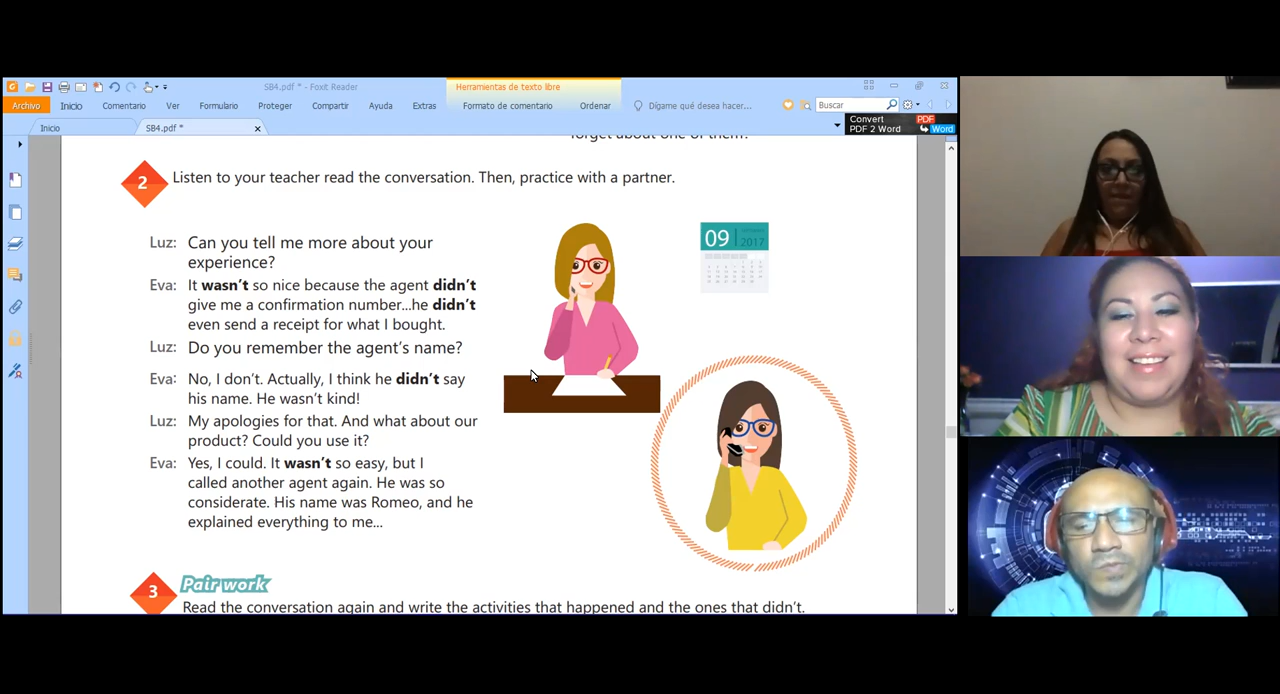 SB4.pdf * - Foxit Reader
Herramientas de texto libre
Archivo Inicio Comentario Ver Formulario Proteger Compartir Ayuda Extras Formato de comentario Ordenar Dígame qué desea hacer... Buscar
Inicio SB4.pdf *
Convert PDF
PDF 2 Word Word
forget about one of them?
2 Listen to your teacher read the conversation. Then, practice with a partner.
Luz: Can you tell me more about your
experience?
Eva: It wasn't so nice because the agent didn't
give me a confirmation number...he didn't
even send a receipt for what I bought.
Luz: Do you remember the agent's name?
Eva: No, I don't. Actually, I think he didn't say
his name. He wasn't kind!
Luz: My apologies for that. And what about our
product? Could you use it?
Eva: Yes, I could. It wasn't so easy, but I
called another agent again. He was so
considerate. His name was Romeo, and he
explained everything to me...
09 2017
3 Pair work
Read the conversation again and write the activities that happened and the ones that didn't.